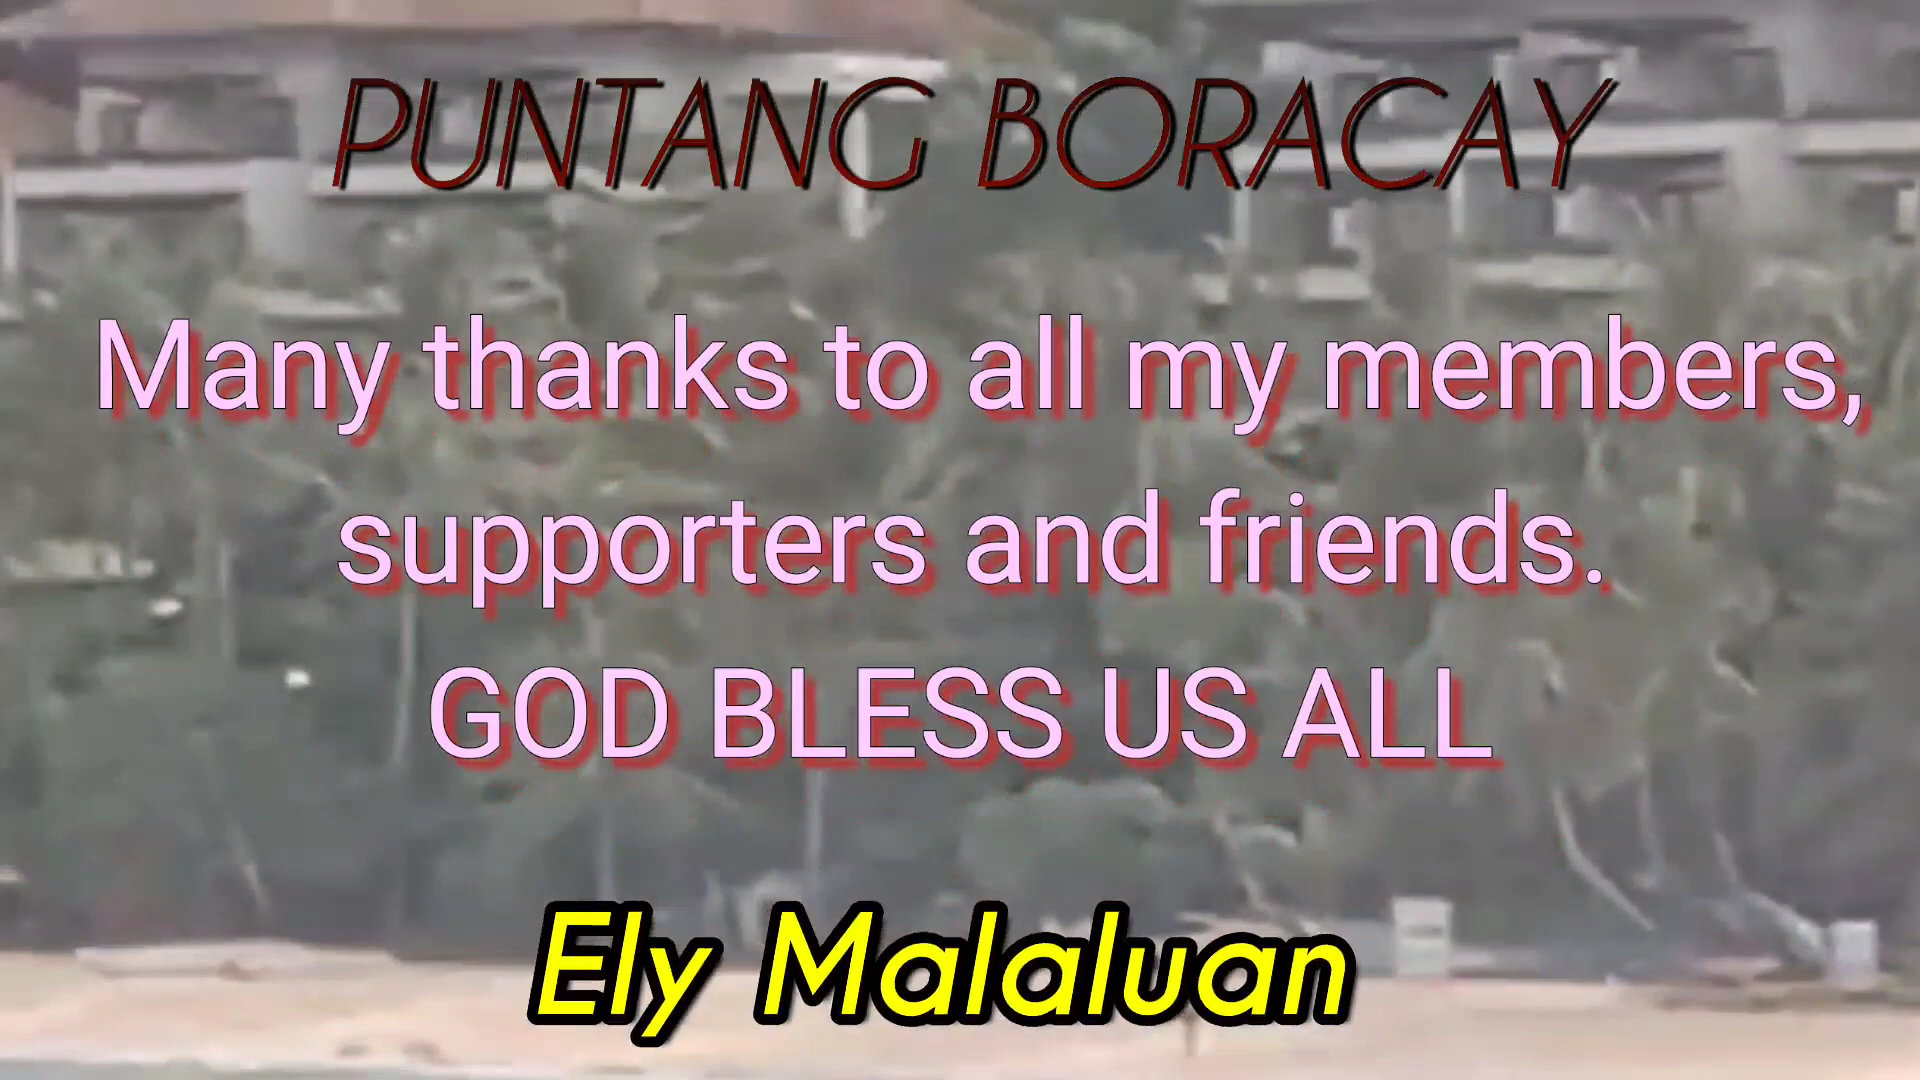 PUNTANG BORACAY
Many thanks to all my members,
supporters and friends.
GOD BLESS US ALL
Ely Malaluan